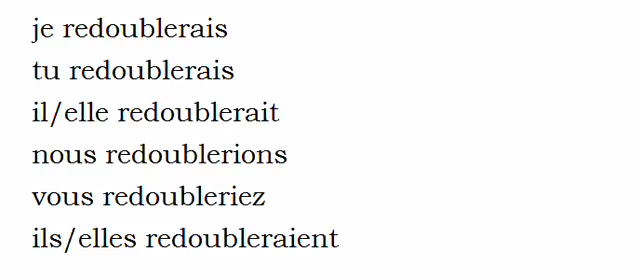 je redoublerais
tu redoublerais
il/elle redoublerait
nous redoublerions
vous redoubleriez
ils/elles redoubleraient